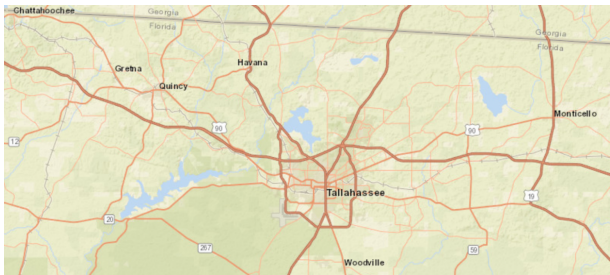 Chattahoochee
Georgia
Florida
Georgia
Florida
Havana
Gretna
Quincy
Monticello
90
90
12
Tallahassee
19
20
267
59
Woodville